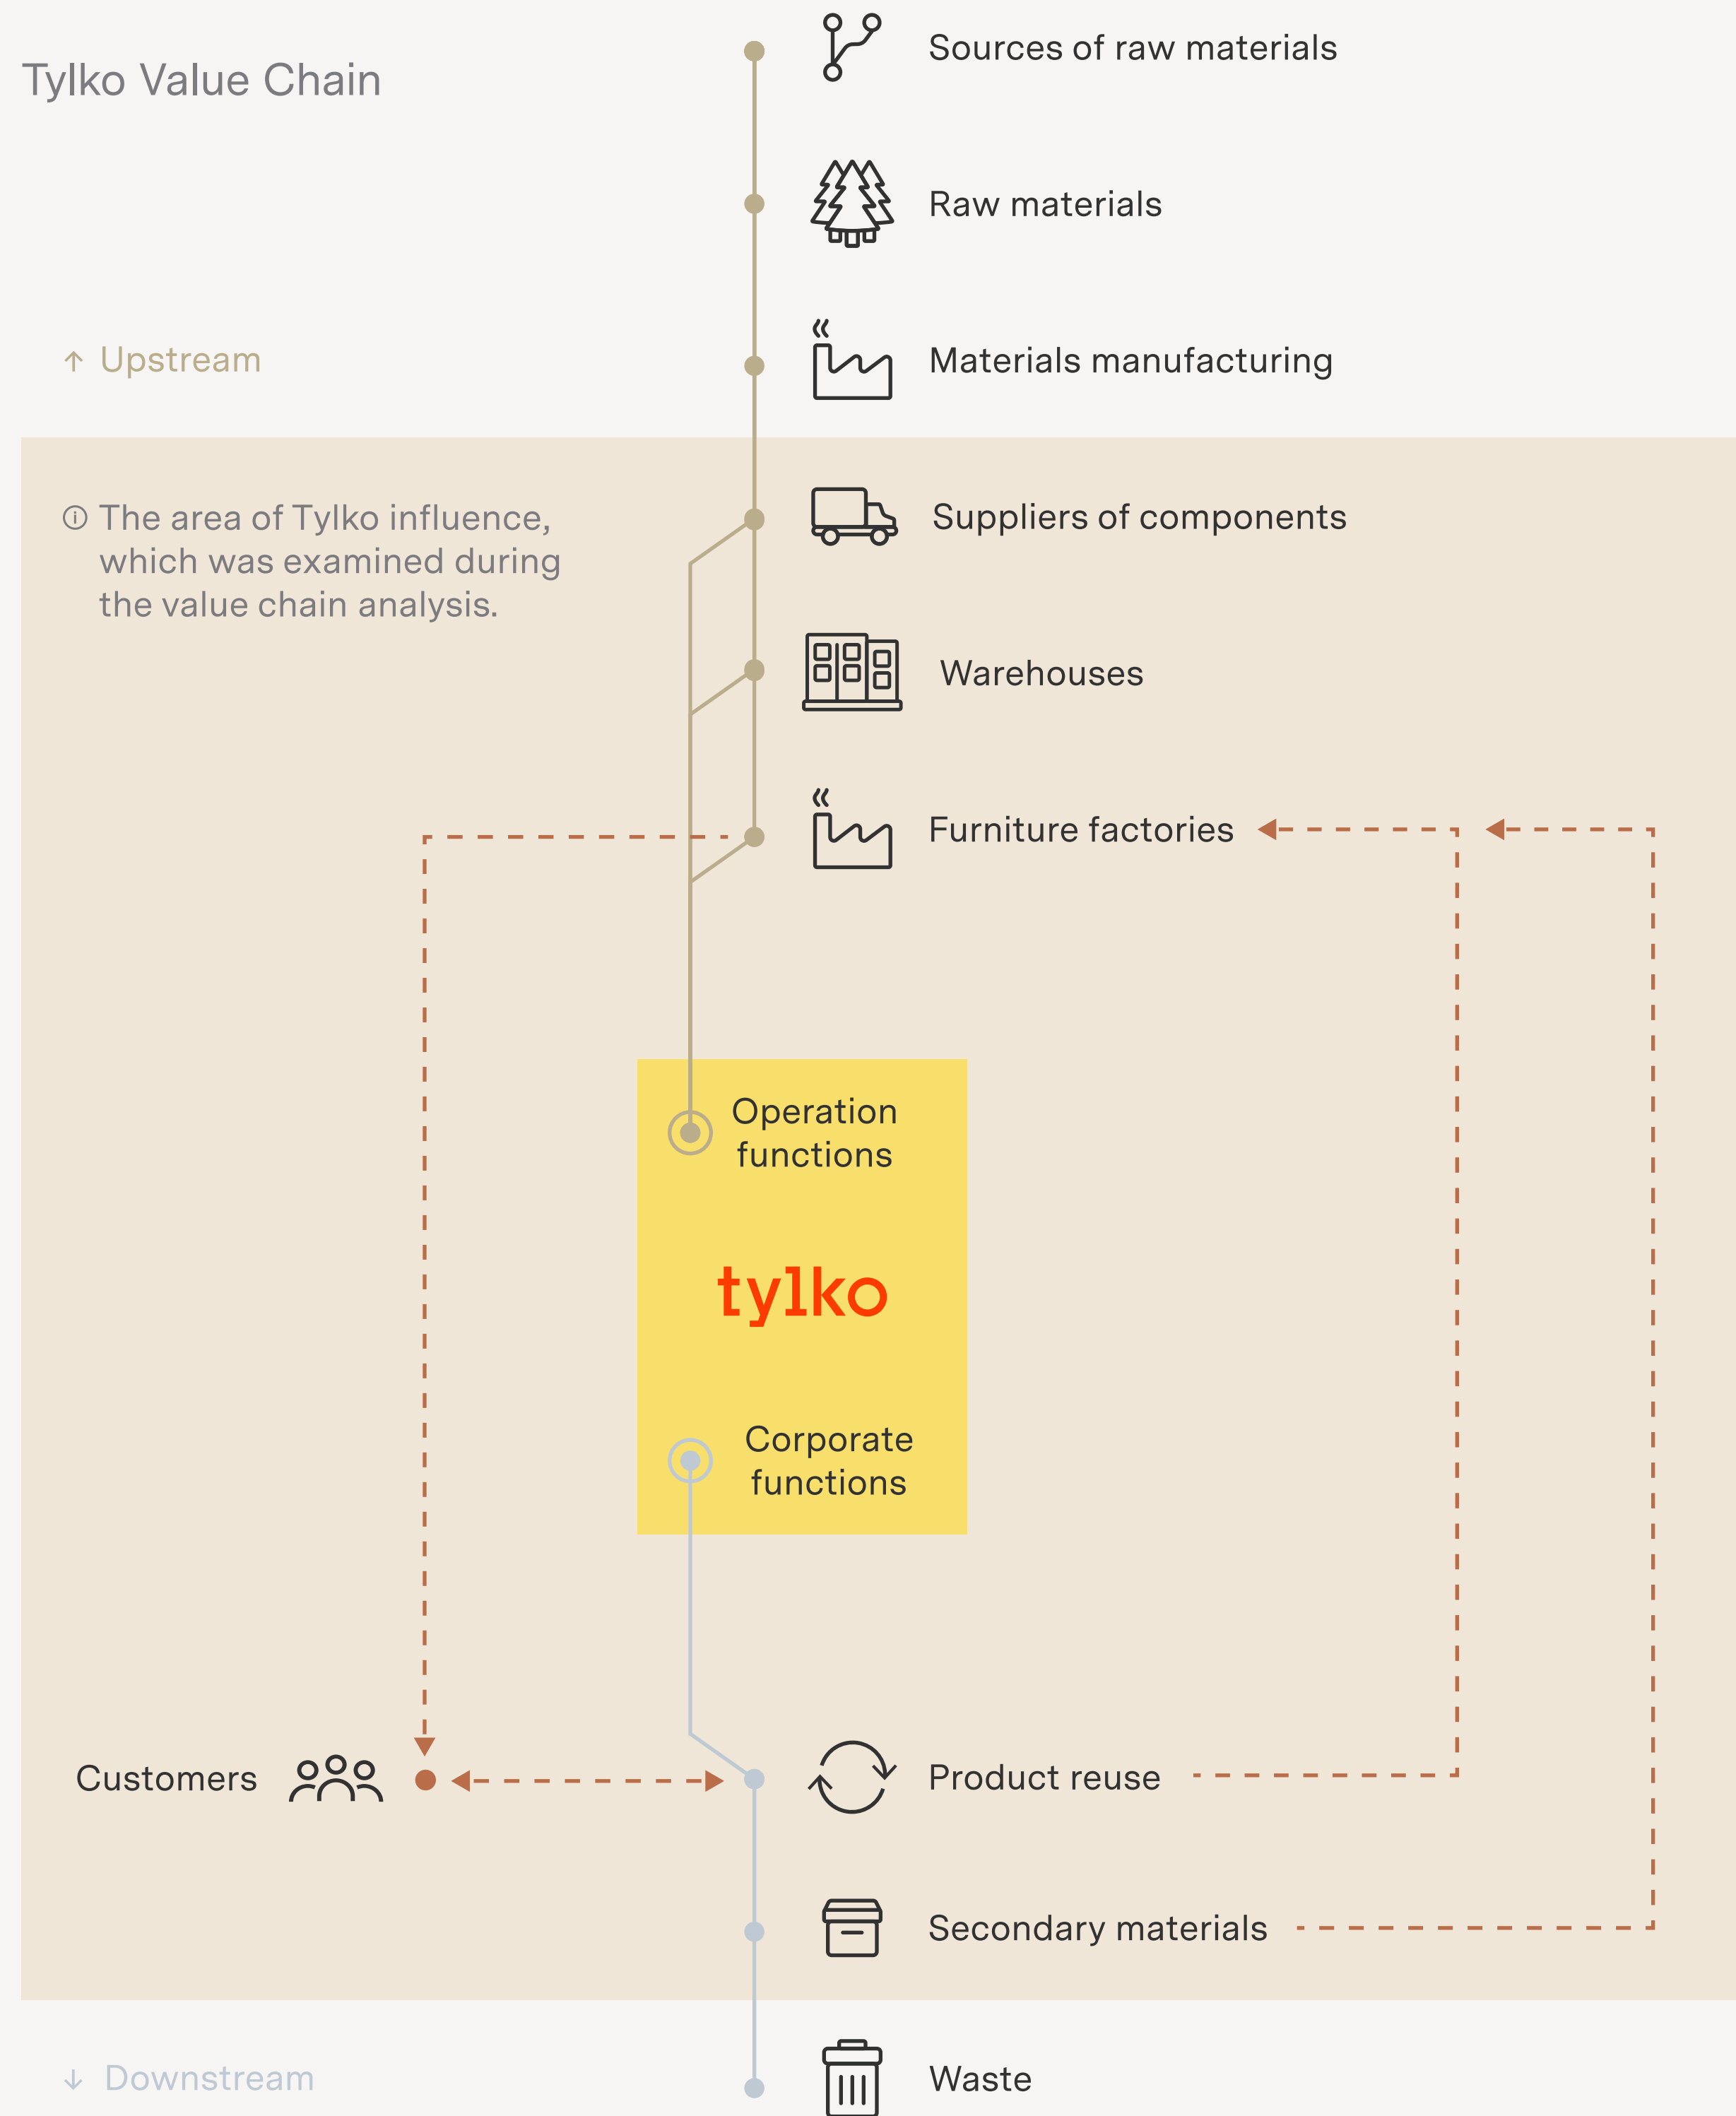 Tylko Value Chain
Sources of raw materials
Raw materials
↑ Upstream
Materials manufacturing
The area of Tylko influence,
which was examined during
the value chain analysis.
Suppliers of components
Warehouses
Furniture factories
Operation
functions
tylko
Corporate
functions
Customers
Product reuse
Secondary materials
↓ Downstream
Waste